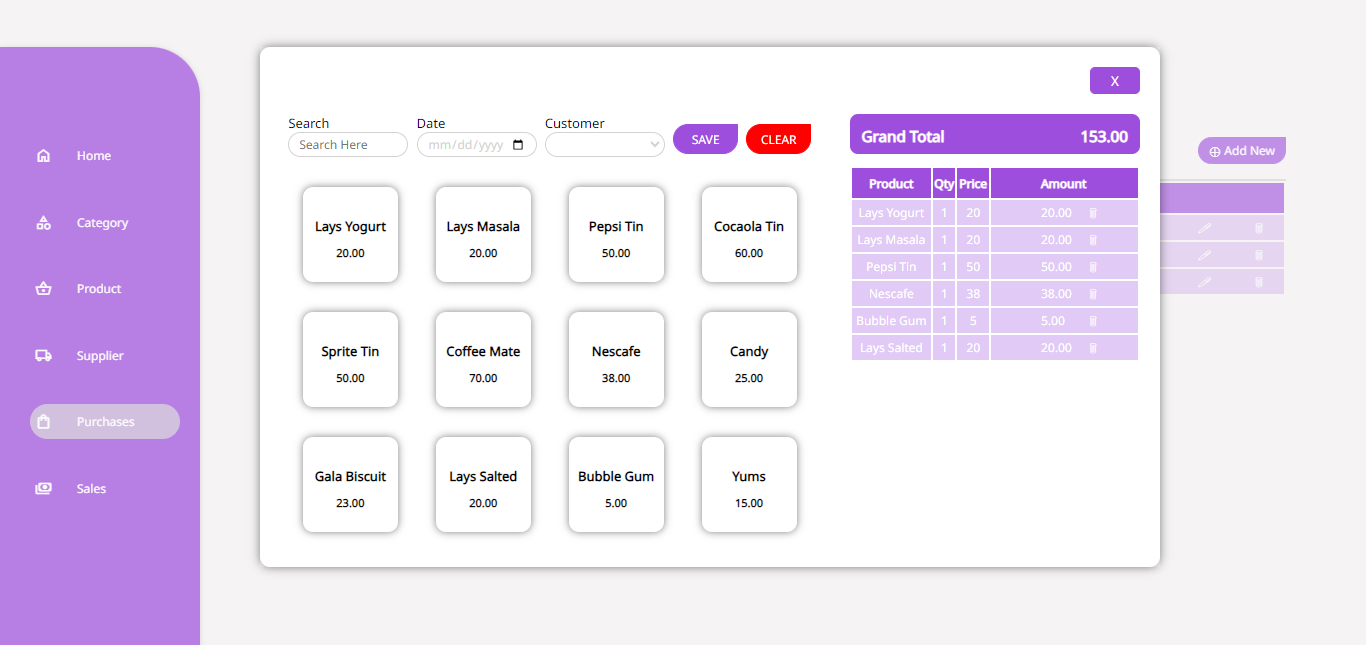 Home
Category
Product
Supplier
Purchases
Sales
X
Search Date Customer
Search Here mm/dd/yyyy SAVE CLEAR
Lays Yogurt Lays Masala Pepsi Tin Cocaola Tin
20.00 20.00 50.00 60.00
Sprite Tin Coffee Mate Nescafe Candy
50.00 70.00 38.00 25.00
Gala Biscuit Lays Salted Bubble Gum Yums
23.00 20.00 5.00 15.00
Grand Total 153.00
Product Qty Price Amount
Lays Yogurt 1 20 20.00
Lays Masala 1 20 20.00
Pepsi Tin 1 50 50.00
Nescafe 1 38 38.00
Bubble Gum 1 5 5.00
Lays Salted 1 20 20.00
Add New